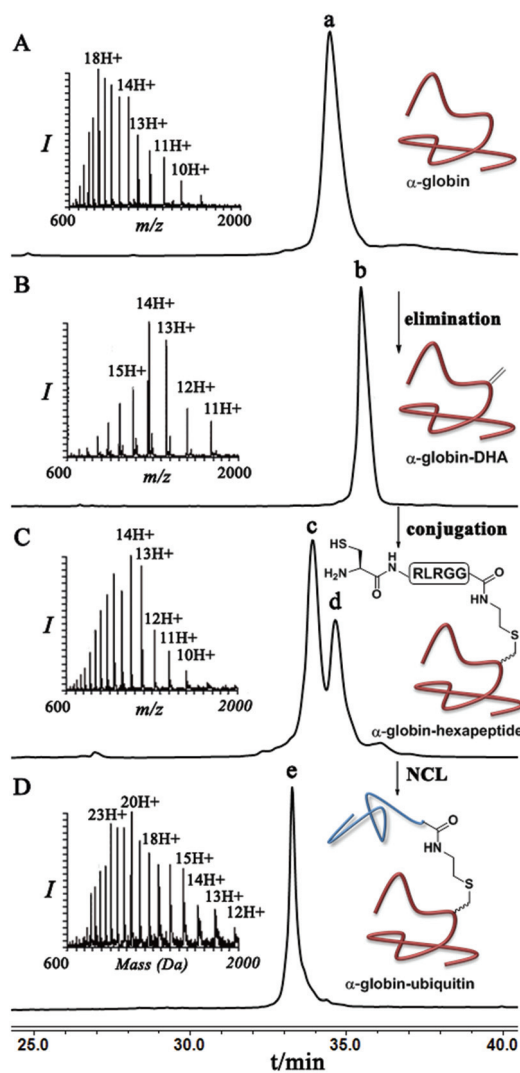 A
a
18H+
14H+
13H+
11H+
10H+
I
600
2000
m/z
α-globin
B
b
14H+
13H+
15H+
12H+
11H+
I
600
2000
m/z
elimination
α-globin-DHA
C
c
d
14H+
13H+
12H+
11H+
10H+
I
600
2000
m/z
conjugation
HS
H₂N
O
H
N
RLRGG
O
NH
S
α-globin-hexapeptide
D
e
20H+
23H+
18H+
15H+
14H+
13H+
12H+
I
600
2000
Mass (Da)
NCL
O
HN
S
α-globin-ubiquitin
25.0 30.0 35.0 40.0
t/min